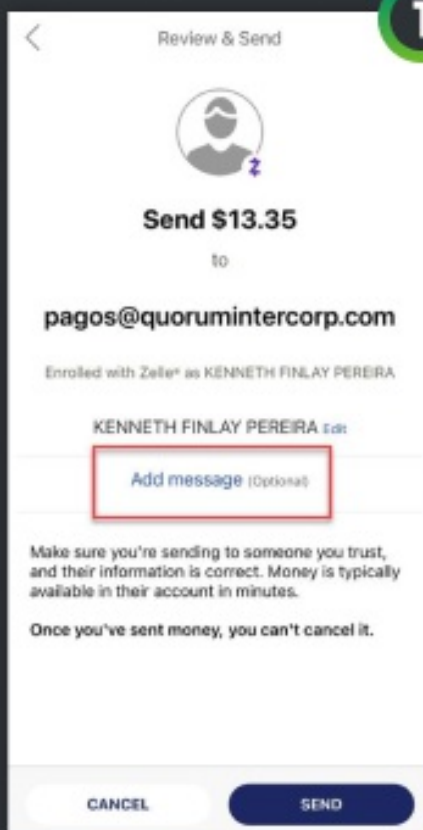 Review & Send
1
Send $13.35
to
pagos@quorumintercorp.com
Enrolled with Zelle® as KENNETH FINLAY PEREIRA
KENNETH FINLAY PEREIRA Edit
Add message (Optional)
Make sure you're sending to someone you trust,
and their information is correct. Money is typically
available in their account in minutes.
Once you've sent money, you can't cancel it.
CANCEL
SEND